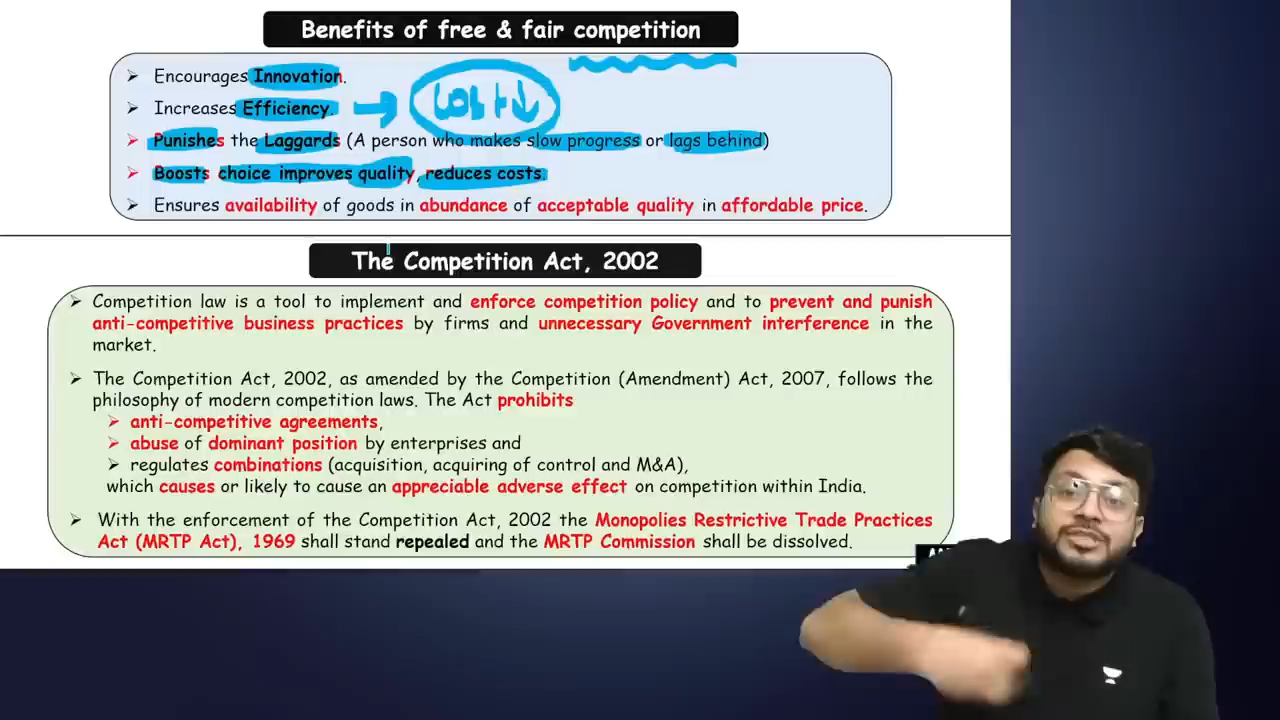 Benefits of free & fair competition
➢ Encourages Innovation.
➢ Increases Efficiency. → Cost ↓
➢ Punishes the Laggards (A person who makes slow progress or lags behind)
➢ Boosts choice improves quality, reduces costs.
➢ Ensures availability of goods in abundance of acceptable quality in affordable price.
The Competition Act, 2002
➢ Competition law is a tool to implement and enforce competition policy and to prevent and punish
anti-competitive business practices by firms and unnecessary Government interference in the
market.
➢ The Competition Act, 2002, as amended by the Competition (Amendment) Act, 2007, follows the
philosophy of modern competition laws. The Act prohibits
➢ anti-competitive agreements,
➢ abuse of dominant position by enterprises and
➢ regulates combinations (acquisition, acquiring of control and M&A),
which causes or likely to cause an appreciable adverse effect on competition within India.
➢ With the enforcement of the Competition Act, 2002 the Monopolies Restrictive Trade Practices
Act (MRTP Act), 1969 shall stand repealed and the MRTP Commission shall be dissolved.